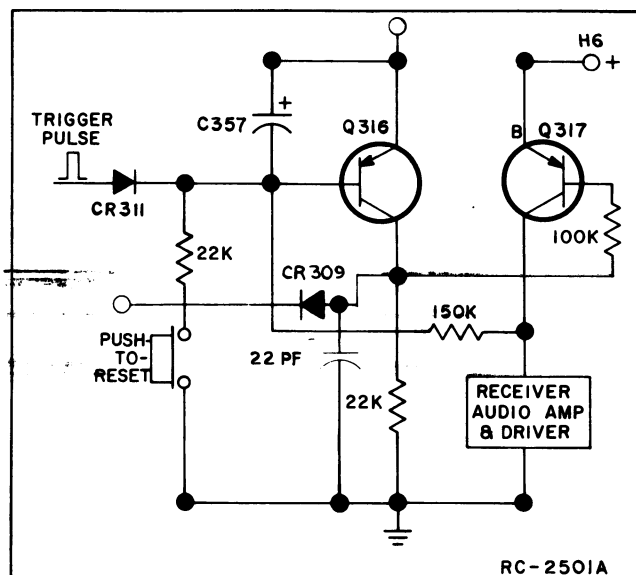 H6
+
+
C357
Q316
B
Q317
TRIGGER
PULSE
CR311
22K
CR309
100K
150K
PUSH-
TO-
RESET
22 PF
22K
RECEIVER
AUDIO AMP
& DRIVER
RC-2501A